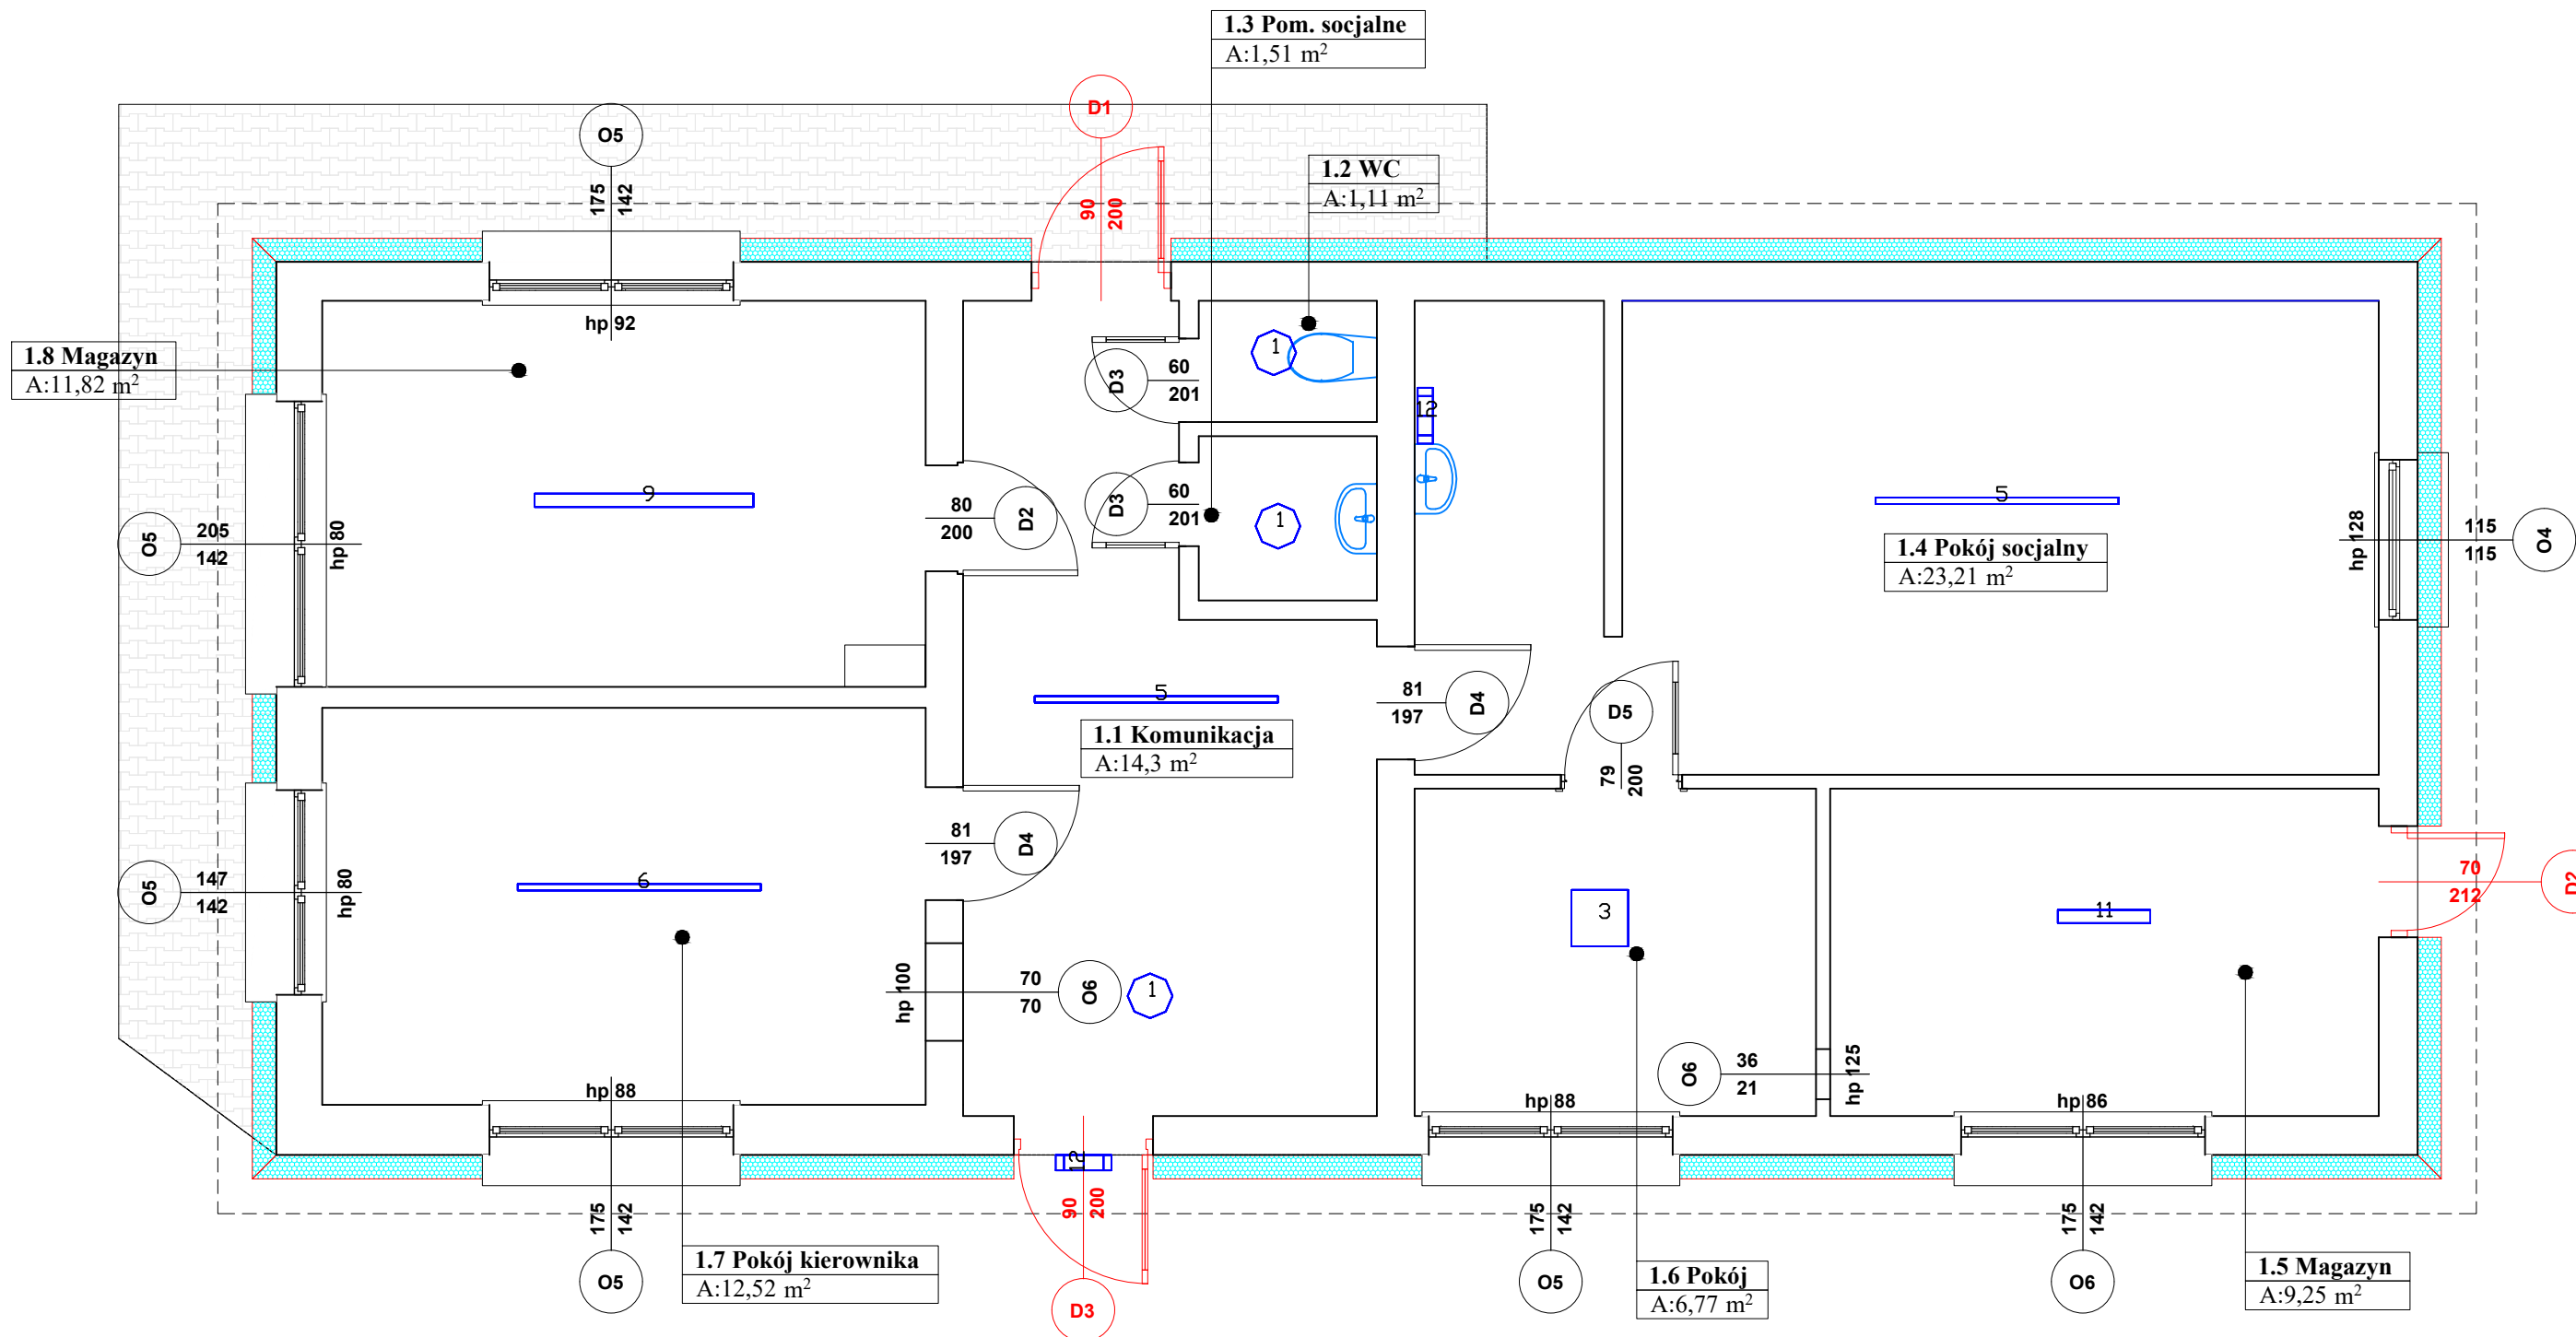 1.3 Pom. socjalne
A:1,51 m²
D1
O5
175
142
1.2 WC
A:1,11 m²
90
200
hp 92
1.8 Magazyn
A:11,82 m²
1
D3
60
201
12
9
D3
60
201
1
5
80
200
D2
O5
205
142
hp 80
hp 128
115
115
O4
1.4 Pokój socjalny
A:23,21 m²
5
81
197
D4
D5
79
200
1.1 Komunikacja
A:14,3 m²
81
197
D4
O5
147
142
hp 80
6
3
11
70
212
D2
hp 100
70
70
O6
1
O6
36
21
hp 125
hp 88
hp 88
hp 86
12
90
200
175
142
175
142
175
142
1.7 Pokój kierownika
A:12,52 m²
O5
D3
O5
1.6 Pokój
A:6,77 m²
O6
1.5 Magazyn
A:9,25 m²